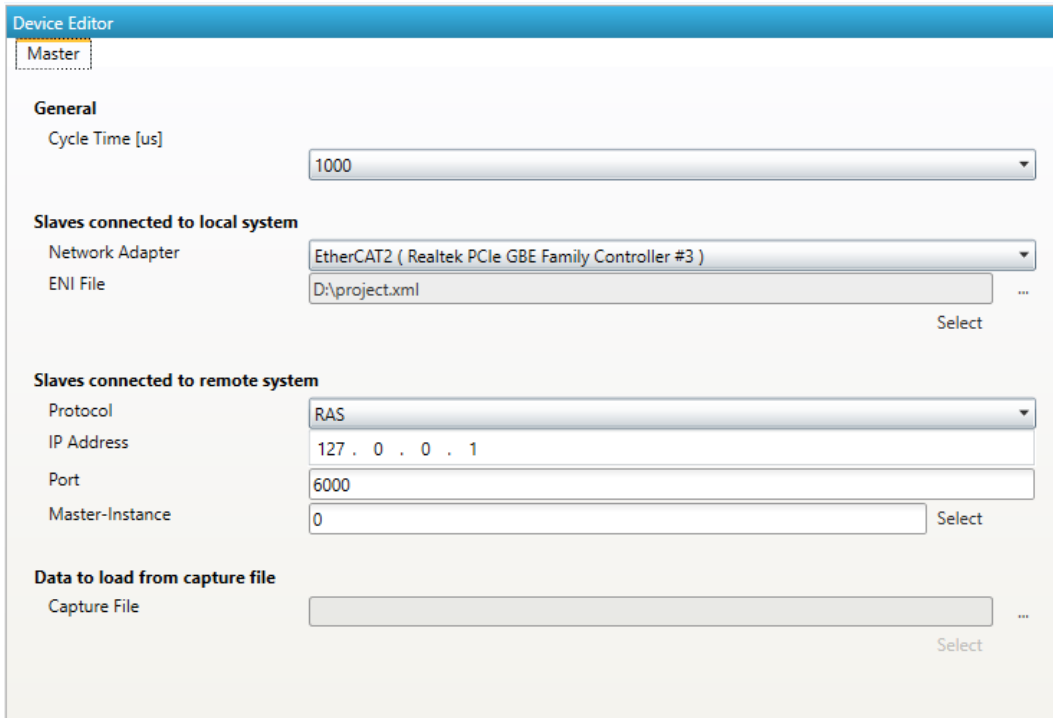 Device Editor
Master
General
Cycle Time [us]
1000
Slaves connected to local system
Network Adapter
EtherCAT2 ( Realtek PCIe GBE Family Controller #3 )
ENI File
D:\project.xml
...
Select
Slaves connected to remote system
Protocol
RAS
IP Address
127 . 0 . 0 . 1
Port
6000
Master-Instance
0
Select
Data to load from capture file
Capture File
...
Select